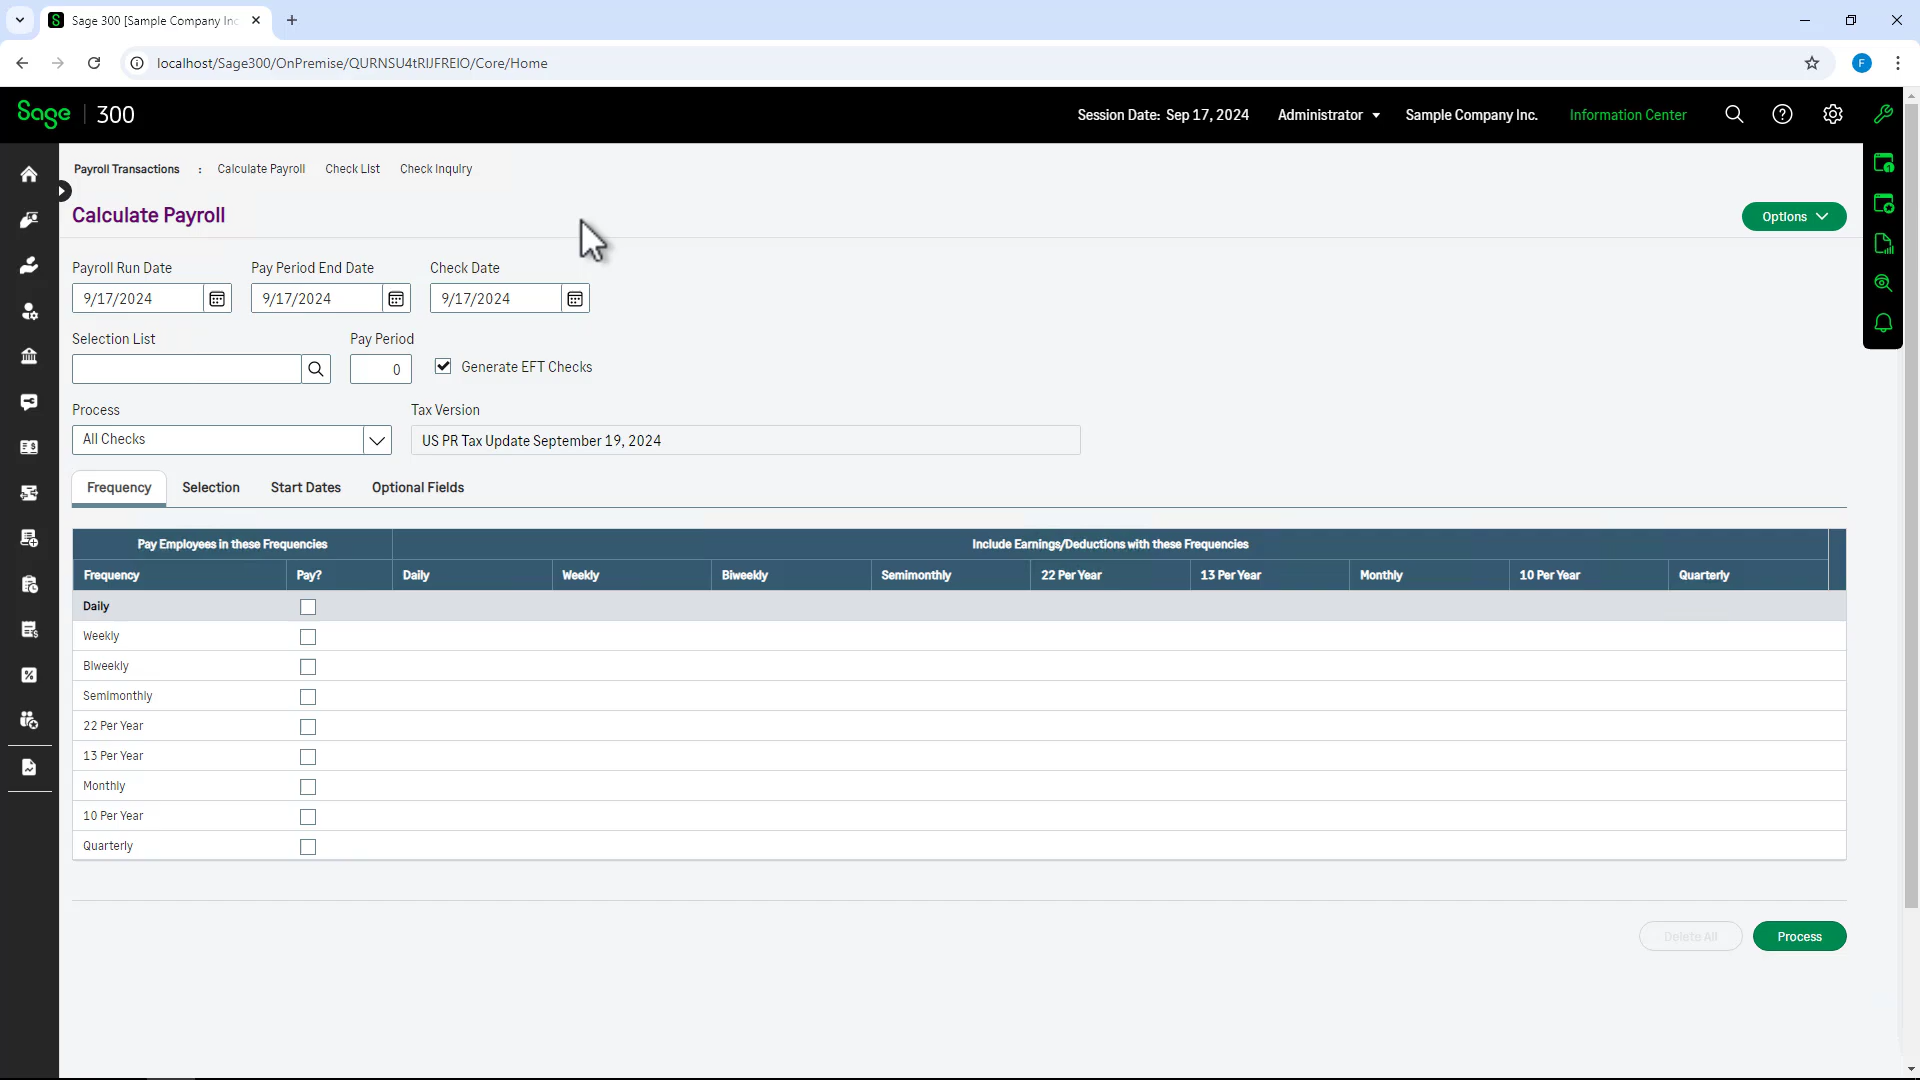 Sage 300 [Sample Company Inc
localhost/Sage300/OnPremise/QURNSU4tRIJFREIO/Core/Home
F
Sage 300
Session Date: Sep 17, 2024 Administrator Sample Company Inc. Information Center
Payroll Transactions : Calculate Payroll Check List Check Inquiry
Calculate Payroll
Options
Payroll Run Date Pay Period End Date Check Date
9/17/2024 9/17/2024 9/17/2024
Selection List Pay Period
0 Generate EFT Checks
Process Tax Version
All Checks US PR Tax Update September 19, 2024
Frequency Selection Start Dates Optional Fields
Pay Employees in these Frequencies Include Earnings/Deductions with these Frequencies
Frequency Pay? Daily Weekly Biweekly Semimonthly 22 Per Year 13 Per Year Monthly 10 Per Year Quarterly
Daily
Weekly
Biweekly
Semimonthly
22 Per Year
13 Per Year
Monthly
10 Per Year
Quarterly
Delete All Process